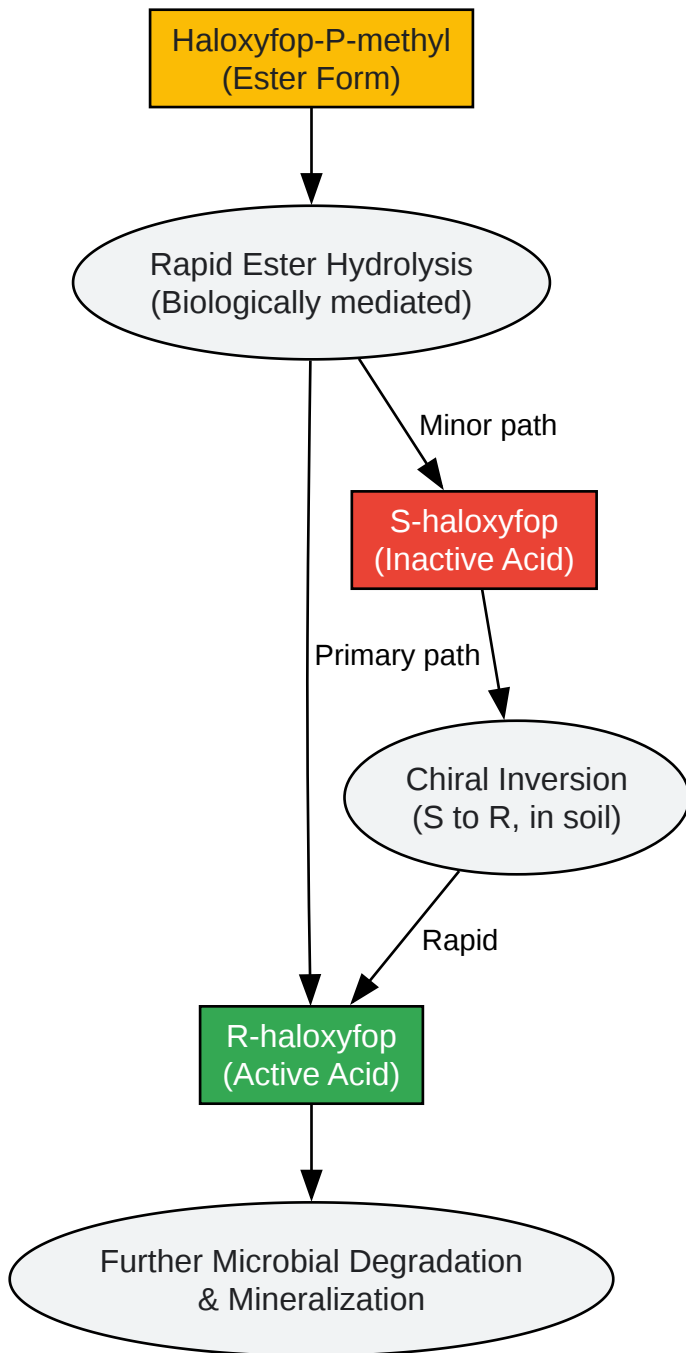 Haloxyfop-P-methyl
(Ester Form)
Rapid Ester Hydrolysis
(Biologically mediated)
Minor path
S-haloxyfop
(Inactive Acid)
Primary path
Chiral Inversion
(S to R, in soil)
Rapid
R-haloxyfop
(Active Acid)
Further Microbial Degradation
& Mineralization